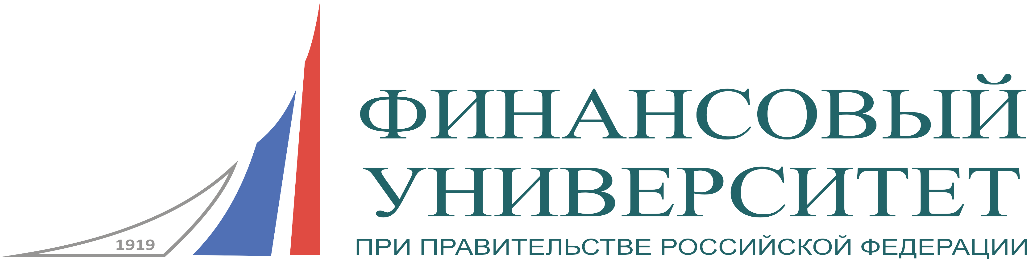 ФИНАНСОВЫЙ
УНИВЕРСИТЕТ
ПРИ ПРАВИТЕЛЬСТВЕ РОССИЙСКОЙ ФЕДЕРАЦИИ
1919